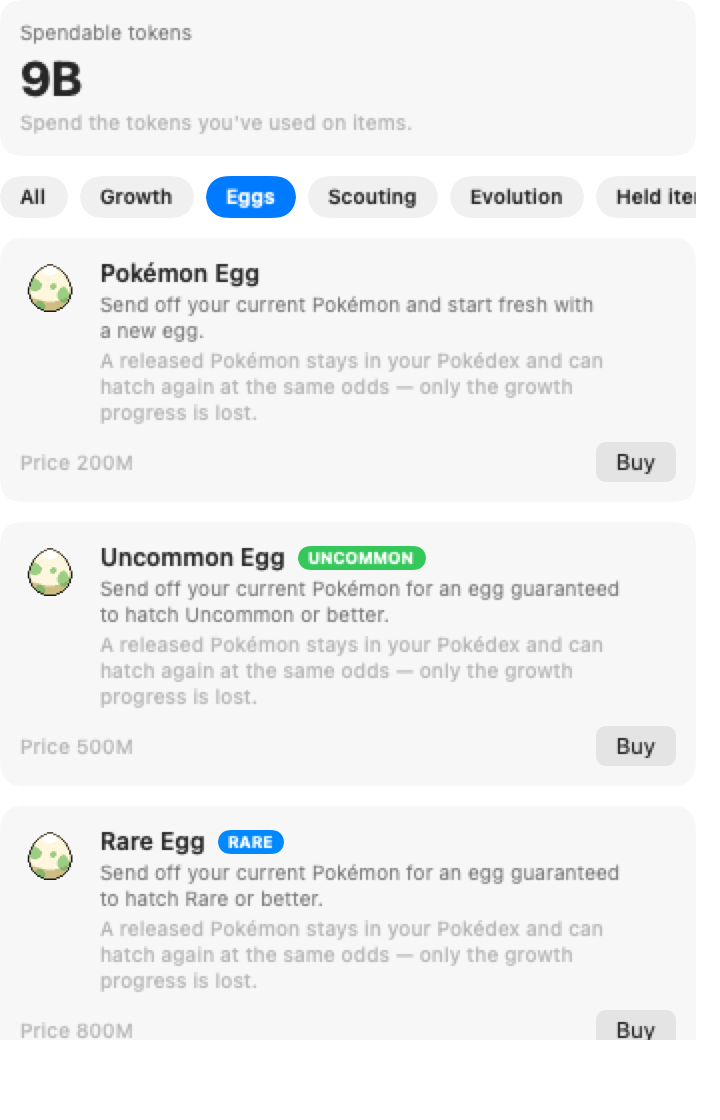 Spendable tokens
9B
Spend the tokens you've used on items.
All
Growth
Eggs
Scouting
Evolution
Held
Pokémon Egg
Send off your current Pokémon and start fresh with
a new egg.
A released Pokémon stays in your Pokédex and can
hatch again at the same odds — only the growth
progress is lost.
Price 200M
Buy
Uncommon Egg
UNCOMMON
Send off your current Pokémon for an egg guaranteed
to hatch Uncommon or better.
A released Pokémon stays in your Pokédex and can
hatch again at the same odds — only the growth
progress is lost.
Price 500M
Buy
Rare Egg
RARE
Send off your current Pokémon for an egg guaranteed
to hatch Rare or better.
A released Pokémon stays in your Pokédex and can
hatch again at the same odds — only the growth
progress is lost.
Price 800M
Buy